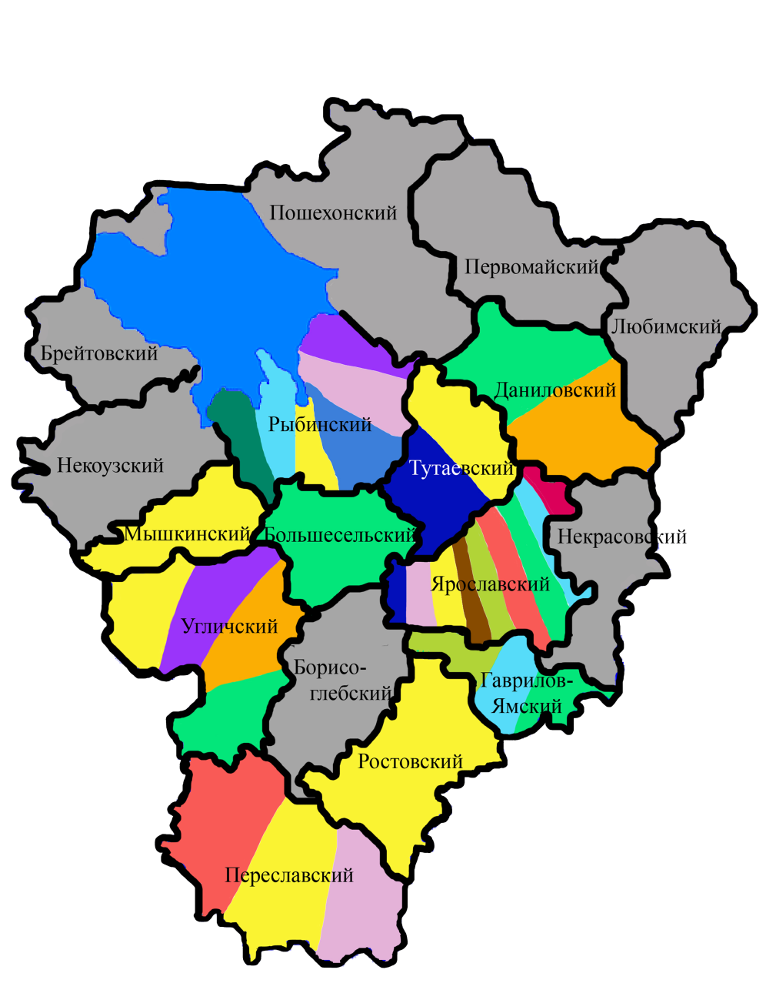 Пошехонский
Первомайский
Любимский
Брейтовский
Даниловский
Рыбинский
Некоузский
Тутаевский
Мышкинский
Большесельский
Некрасовский
Ярославский
Угличский
Борисо-
глебский
Гаврилов-
Ямский
Ростовский
Переславский